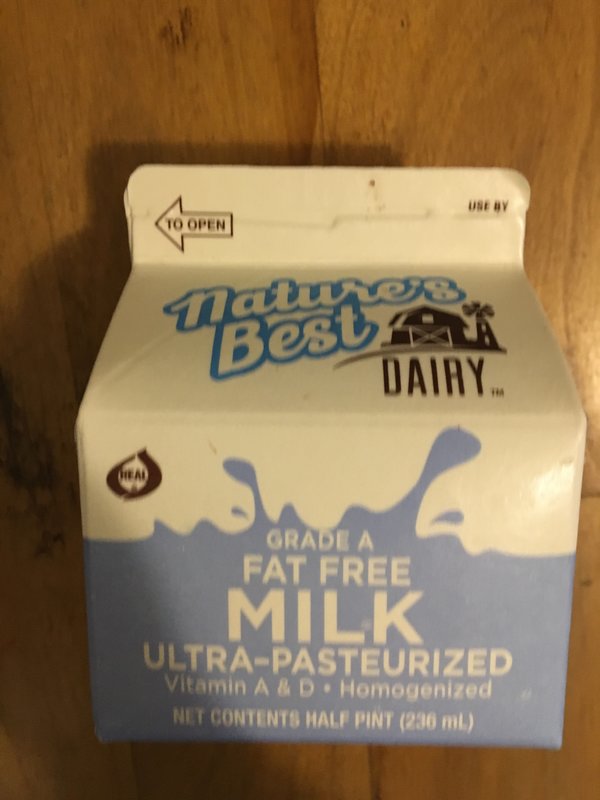 TO OPEN
USE BY
Nature's
Best
DAIRY TM
REAL
GRADE A
FAT FREE
MILK
ULTRA-PASTEURIZED
Vitamin A & D • Homogenized
NET CONTENTS HALF PINT (236 mL)